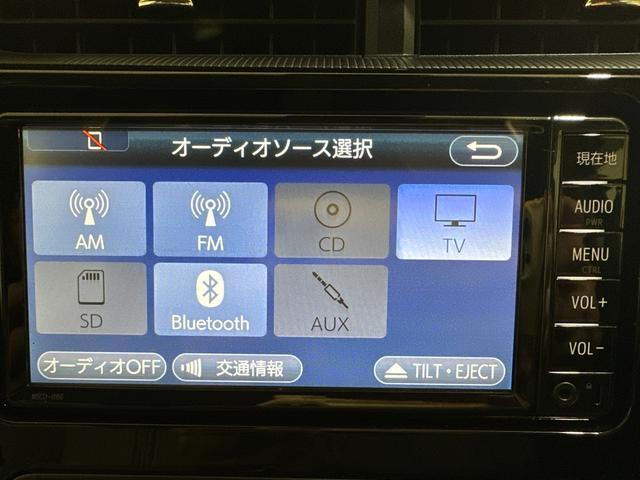 オーディオソース選択
現在地
AM
FM
CD
TV
AUDIO
PWR
SD
Bluetooth
AUX
MENU
CTRL
VOL+
オーディオOFF
交通情報
TILT・EJECT
VOL-